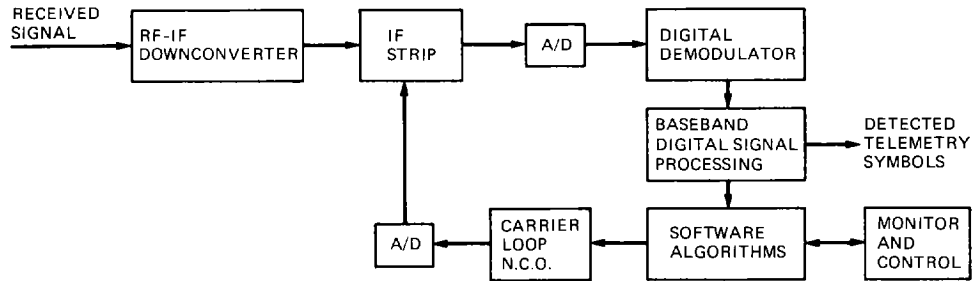 RECEIVED
SIGNAL
RF-IF
DOWNCONVERTER
IF
STRIP
A/D
DIGITAL
DEMODULATOR
BASEBAND
DIGITAL SIGNAL
PROCESSING
DETECTED
TELEMETRY
SYMBOLS
A/D
CARRIER
LOOP
N.C.O.
SOFTWARE
ALGORITHMS
MONITOR
AND
CONTROL